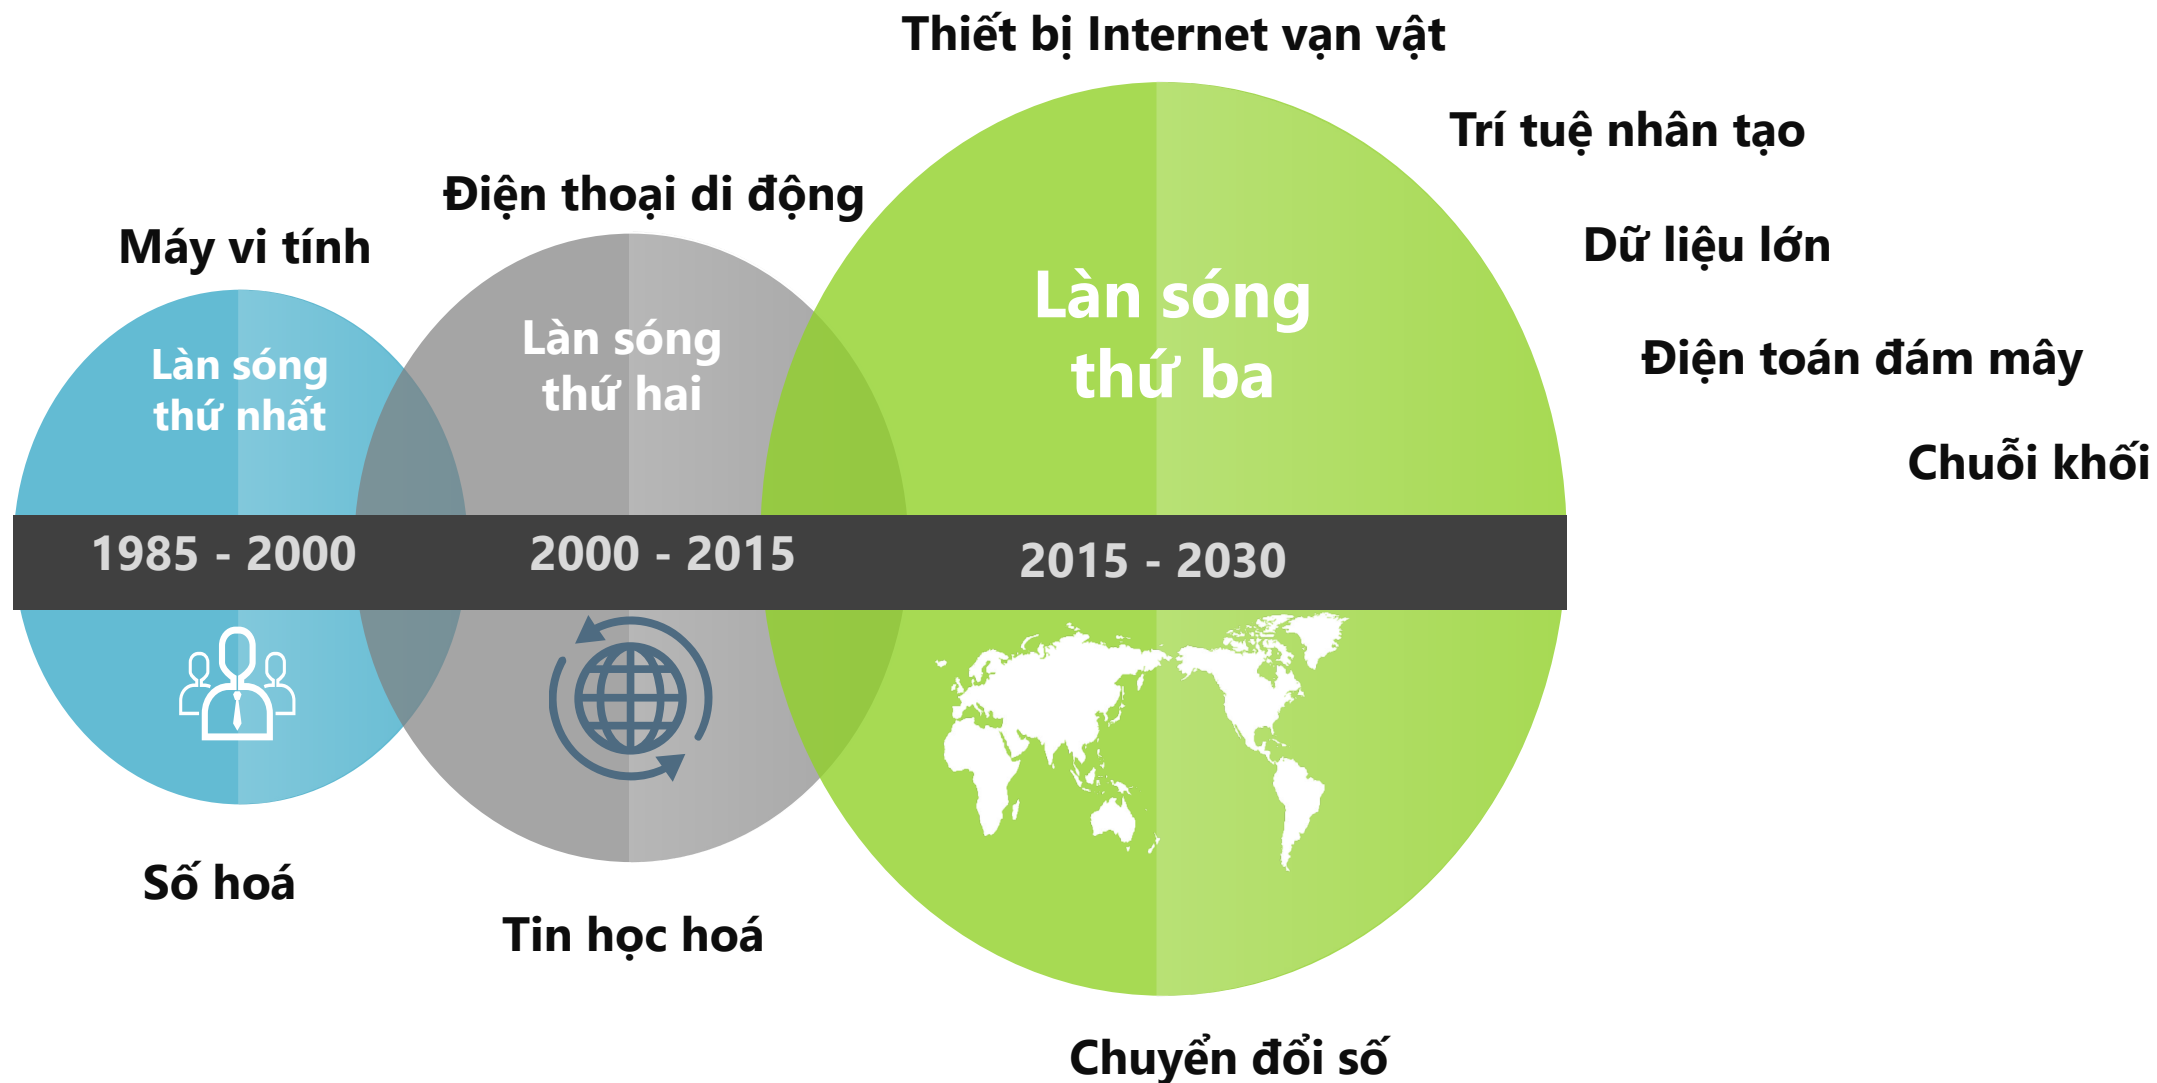 Thiết bị Internet vạn vật
Trí tuệ nhân tạo
Điện thoại di động
Máy vi tính
Dữ liệu lớn
Làn sóng
thứ ba
Làn sóng
thứ hai
Làn sóng
thứ nhất
Điện toán đám mây
Chuỗi khối
1985 - 2000
2000 - 2015
2015 - 2030
Số hoá
Tin học hoá
Chuyển đổi số